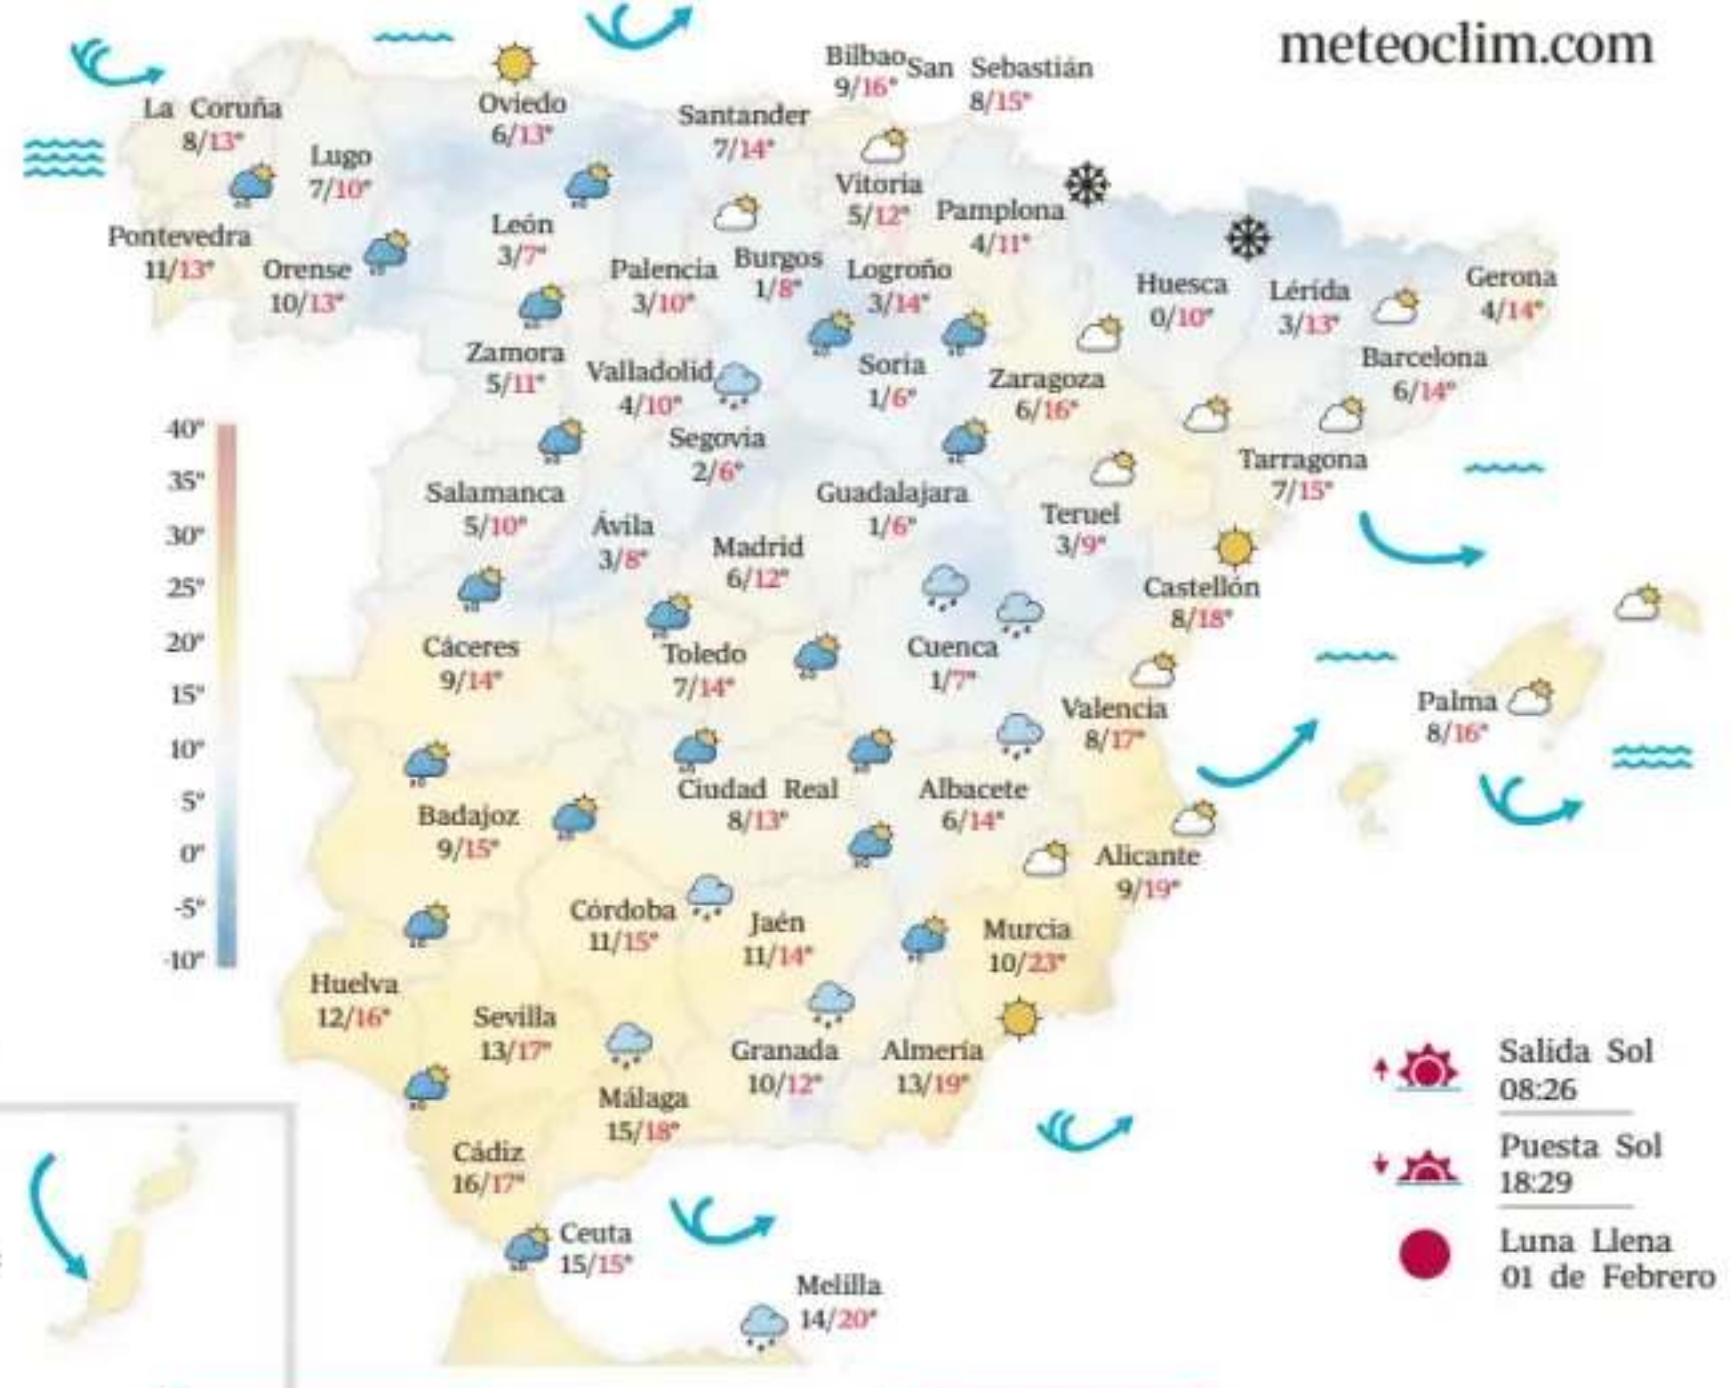 meteoclim.com
Bilbao
9/16°
San Sebastián
8/15°
La Coruña
8/13°
Oviedo
6/13°
Santander
7/14°
Lugo
7/10°
Vitoria
5/12°
Pamplona
4/11°
Pontevedra
11/13°
Orense
10/13°
León
3/7°
Palencia
3/10°
Burgos
1/8°
Logroño
3/14°
Huesca
0/10°
Lérida
3/13°
Gerona
4/14°
Zamora
5/11°
Valladolid
4/10°
Soria
1/6°
Zaragoza
6/16°
Barcelona
6/14°
40°
35°
30°
25°
20°
15°
10°
5°
0°
-5°
-10°
Segovia
2/6°
Tarragona
7/15°
Salamanca
5/10°
Ávila
3/8°
Madrid
6/12°
Guadalajara
1/6°
Teruel
3/9°
Castellón
8/18°
Cáceres
9/14°
Toledo
7/14°
Cuenca
1/7°
Valencia
8/17°
Palma
8/16°
Badajoz
9/15°
Ciudad Real
8/13°
Albacete
6/14°
Alicante
9/19°
Córdoba
11/15°
Jaén
11/14°
Murcia
10/23°
Huelva
12/16°
Sevilla
13/17°
Málaga
15/18°
Granada
10/12°
Almería
13/19°
Cádiz
16/17°
Ceuta
15/15°
Melilla
14/20°
Salida Sol
08:26
Puesta Sol
18:29
Luna Llena
01 de Febrero